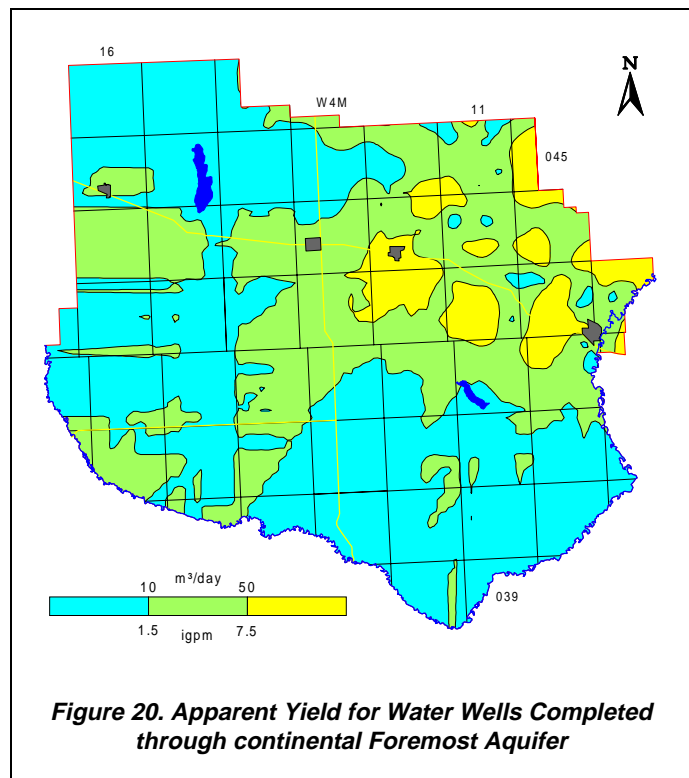 16
N
W4M
11
045
m³/day
10 50
1.5 7.5
igpm
039
Figure 20. Apparent Yield for Water Wells Completed
through continental Foremost Aquifer